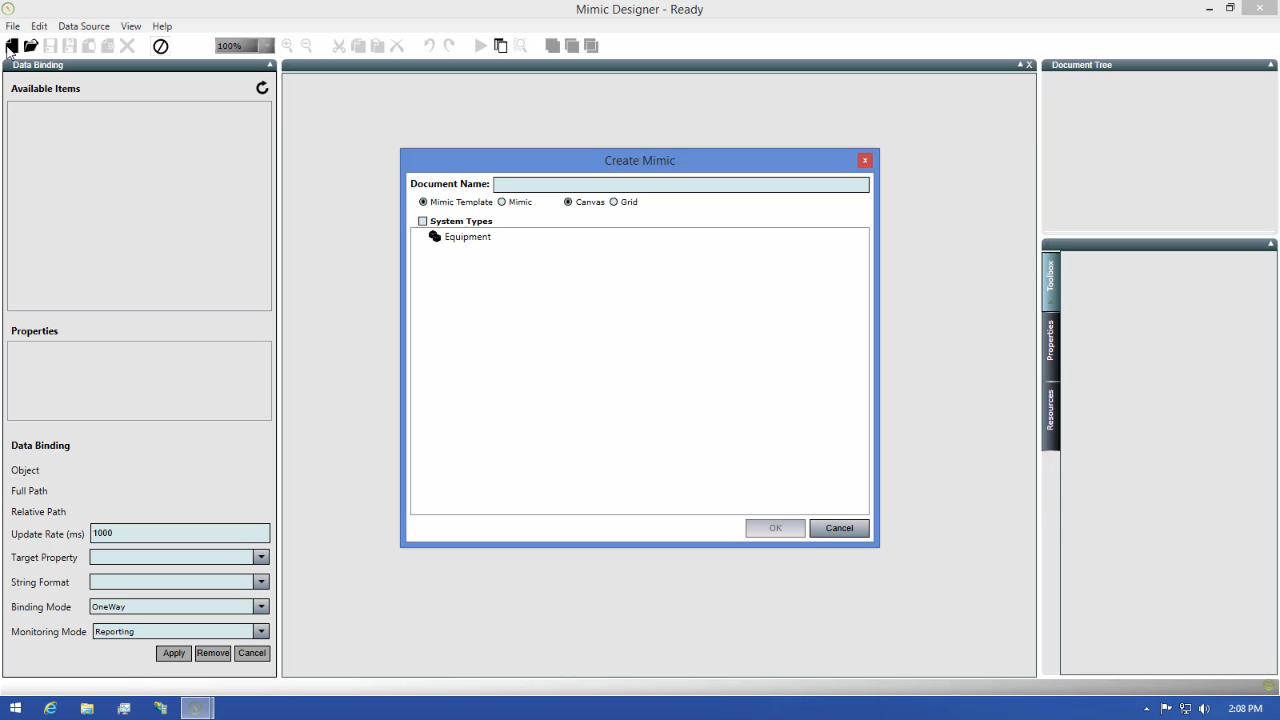 Mimic Designer - Ready
File Edit Data Source View Help
100%
Data Binding
X
Document Tree
Available Items
Properties
Data Binding
Object
Full Path
Relative Path
Update Rate (ms) 1000
Target Property
String Format
Binding Mode OneWay
Monitoring Mode Reporting
Apply Remove Cancel
Create Mimic
x
Document Name:
Mimic Template Mimic Canvas Grid
System Types
Equipment
OK Cancel
Toolbox
Properties
Resources
2:08 PM